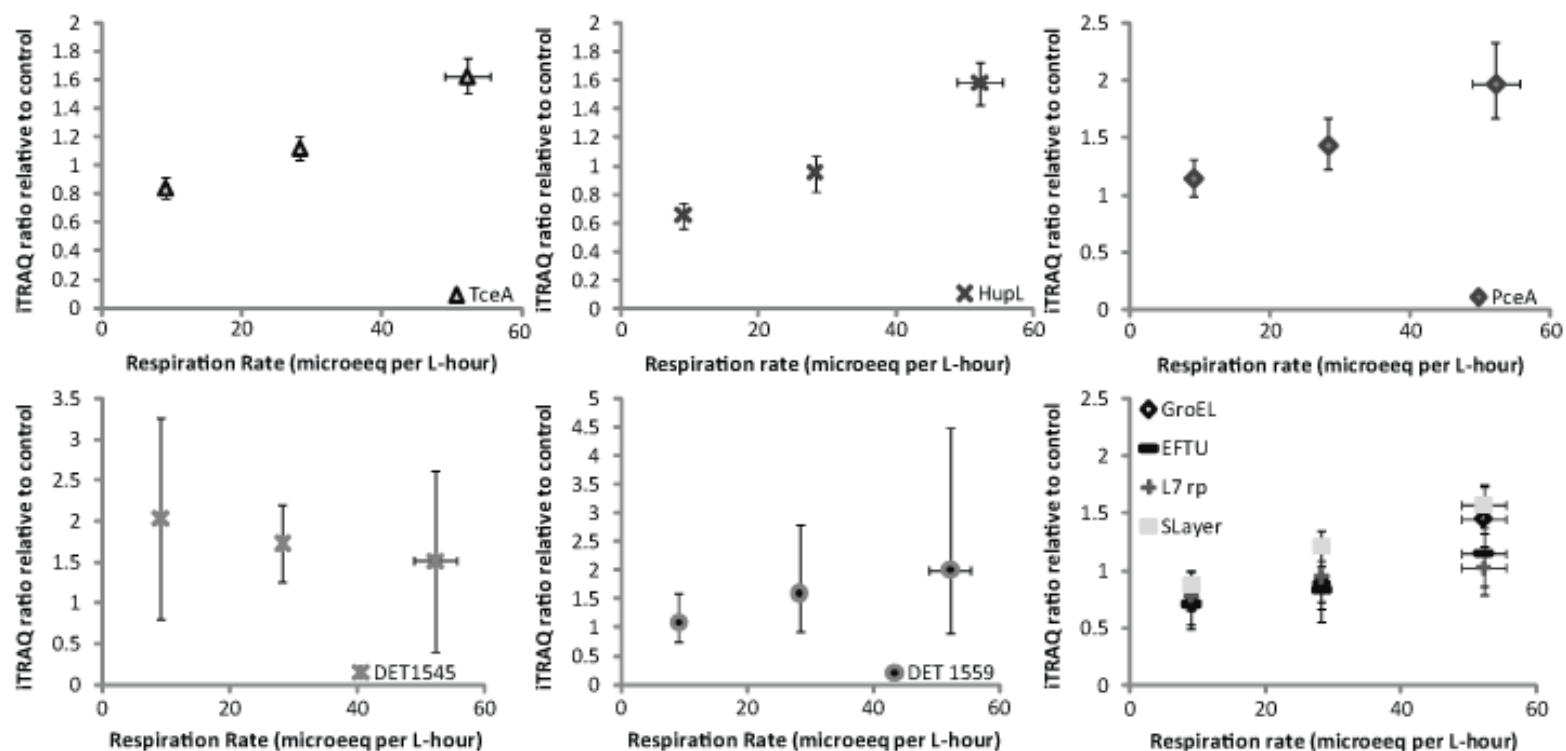 iTRAQ ratio relative to control
2
1.8
1.6
1.4
1.2
1
0.8
0.6
0.4
0.2
0
TceA
0 20 40 60
Respiration Rate (microeeq per L-hour)
iTRAQ ratio relative to control
2
1.8
1.6
1.4
1.2
1
0.8
0.6
0.4
0.2
0
HupL
0 20 40 60
Respiration rate (microeeq per L-hour)
iTRAQ ratio relative to control
2.5
2
1.5
1
0.5
0
PceA
0 20 40 60
Respiration rate (microeeq per L-hour)
iTRAQ ratio relative to control
3.5
3
2.5
2
1.5
1
0.5
0
DET1545
0 20 40 60
Respiration Rate (microeeq per L-hour)
iTRAQ ratio relative to control
5
4.5
4
3.5
3
2.5
2
1.5
1
0.5
0
DET 1559
0 20 40 60
Respiration Rate (microeeq per L-hour)
iTRAQ ratio relative to control
2.5
2
1.5
1
0.5
0
GroEL
EFTU
L7 rp
SLayer
0 20 40 60
Respiration rate (microeeq per L-hour)